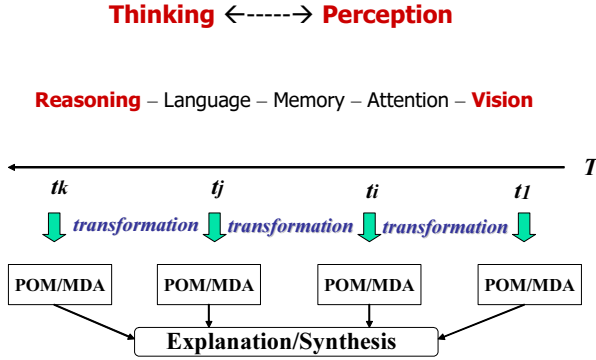 Thinking <-----> Perception
Reasoning – Language – Memory – Attention – Vision
T
tk tj ti t1
transformation transformation transformation
POM/MDA POM/MDA POM/MDA POM/MDA
Explanation/Synthesis